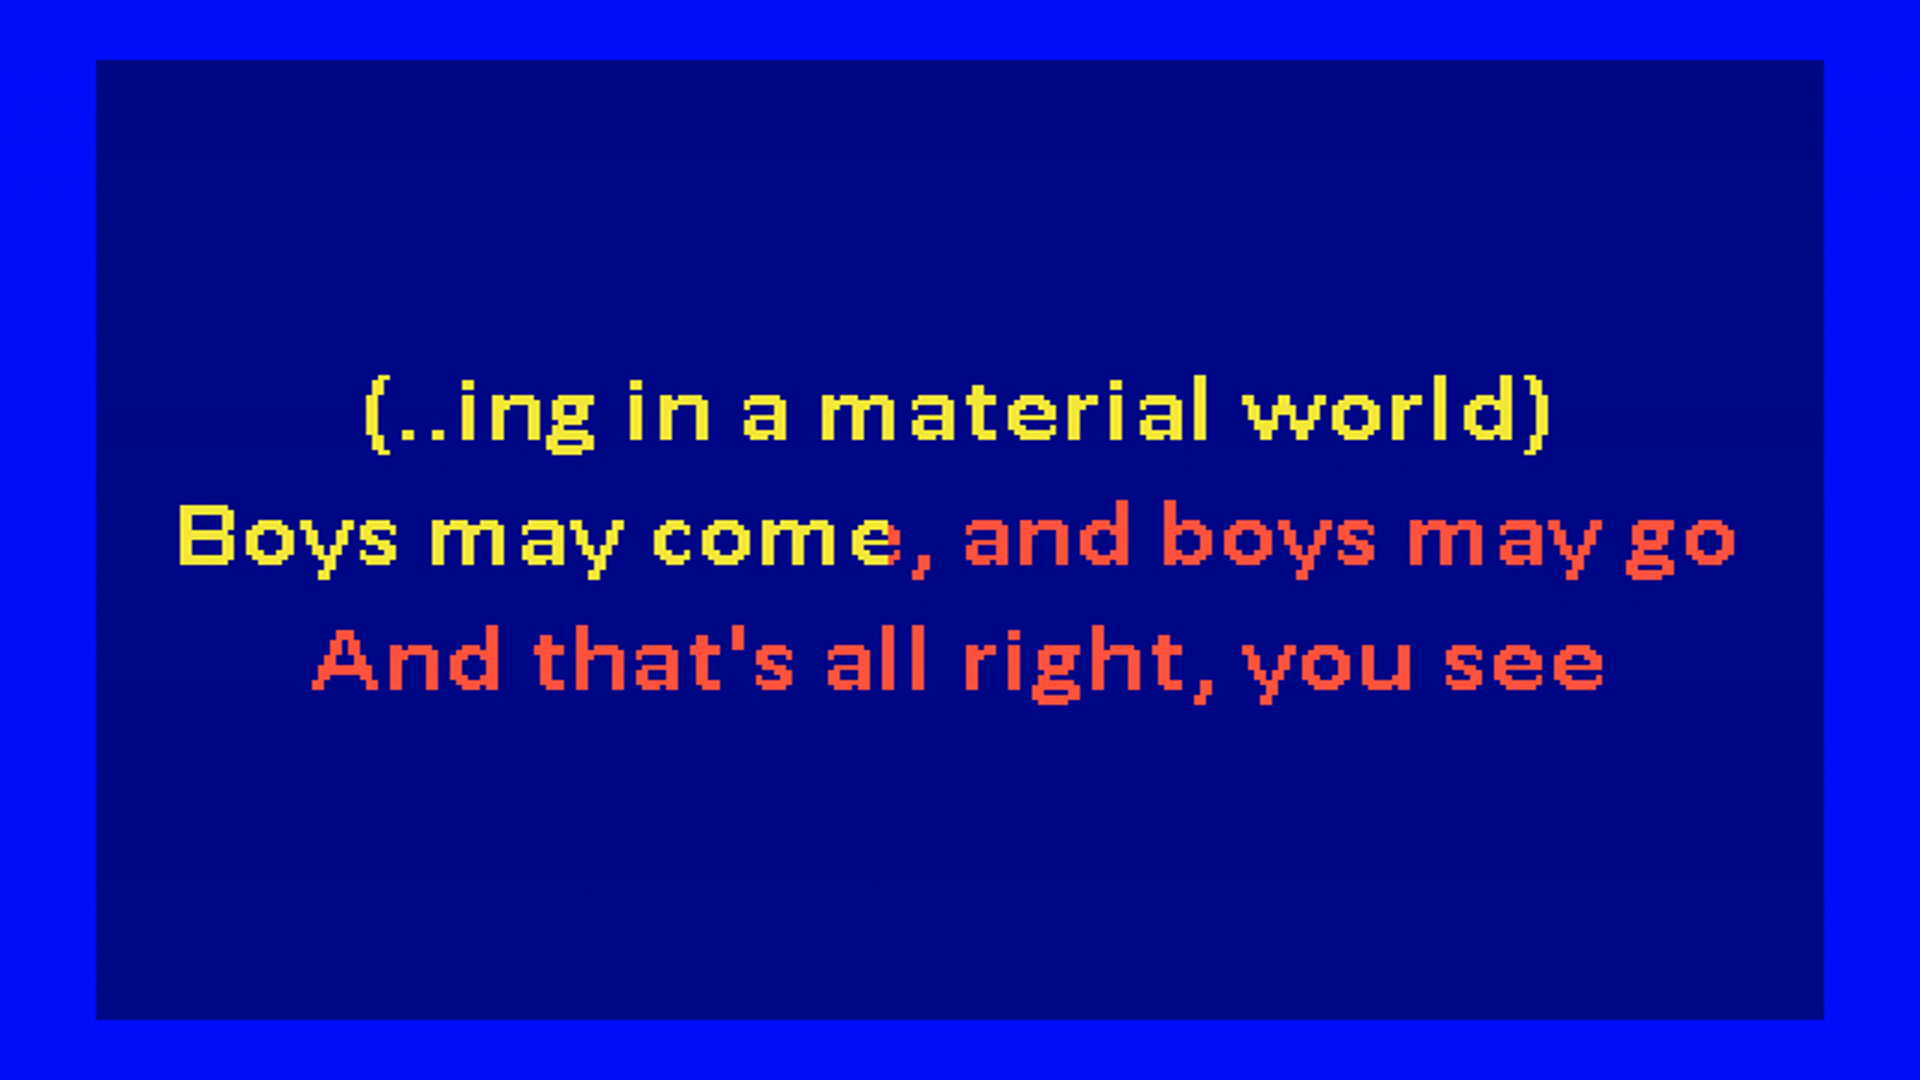 (..ing in a material world)
Boys may come, and boys may go
And that's all right, you see